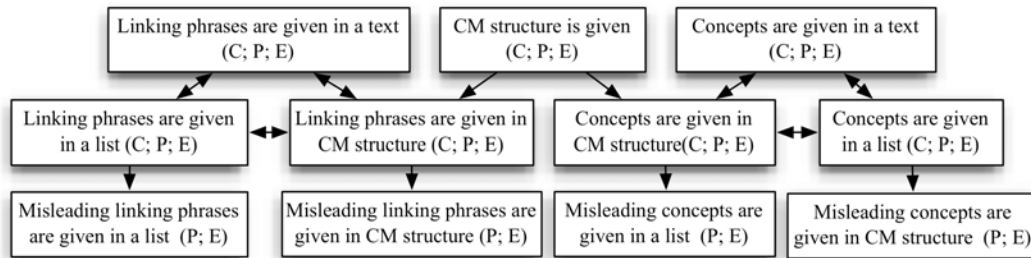 Linking phrases are given in a text
(C; P; E)
CM structure is given
(C; P; E)
Concepts are given in a text
(C; P; E)
Linking phrases are given
in a list (C; P; E)
Linking phrases are given in
CM structure (C; P; E)
Concepts are given in
CM structure(C; P; E)
Concepts are given
in a list (C; P; E)
Misleading linking phrases
are given in a list  (P; E)
Misleading linking phrases are
given in CM structure (P; E)
Misleading concepts are
given in a list  (P; E)
Misleading concepts are
given in CM structure  (P; E)